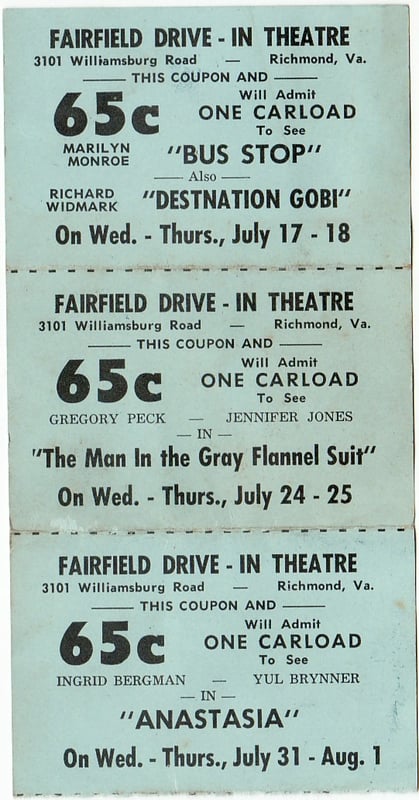 FAIRFIELD DRIVE - IN THEATRE
3101 Williamsburg Road — Richmond, Va.
THIS COUPON AND
65c Will Admit
ONE CARLOAD
To See
MARILYN MONROE "BUS STOP"
Also
RICHARD WIDMARK "DESTNATION GOBI"
On Wed. - Thurs., July 17 - 18
FAIRFIELD DRIVE - IN THEATRE
3101 Williamsburg Road — Richmond, Va.
THIS COUPON AND
65c Will Admit
ONE CARLOAD
To See
GREGORY PECK — JENNIFER JONES
— IN —
"The Man In the Gray Flannel Suit"
On Wed. - Thurs., July 24 - 25
FAIRFIELD DRIVE - IN THEATRE
3101 Williamsburg Road — Richmond, Va.
THIS COUPON AND
65c Will Admit
ONE CARLOAD
To See
INGRID BERGMAN — YUL BRYNNER
— IN —
"ANASTASIA"
On Wed. - Thurs., July 31 - Aug. 1